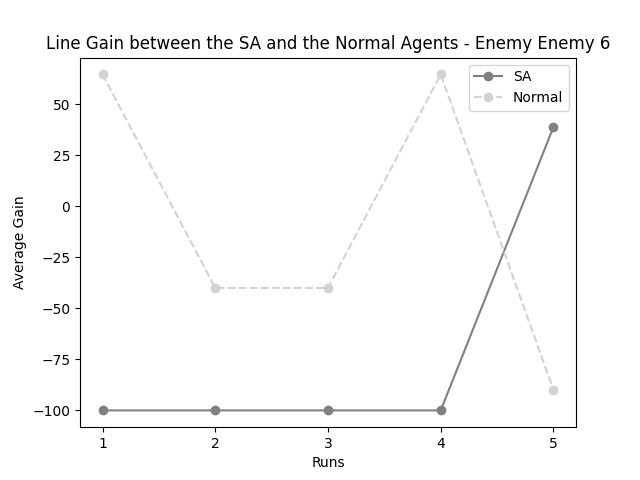 Line Gain between the SA and the Normal Agents - Enemy Enemy 6
SA
Normal
50
25
0
−25
−50
−75
−100
Average Gain
1 2 3 4 5
Runs